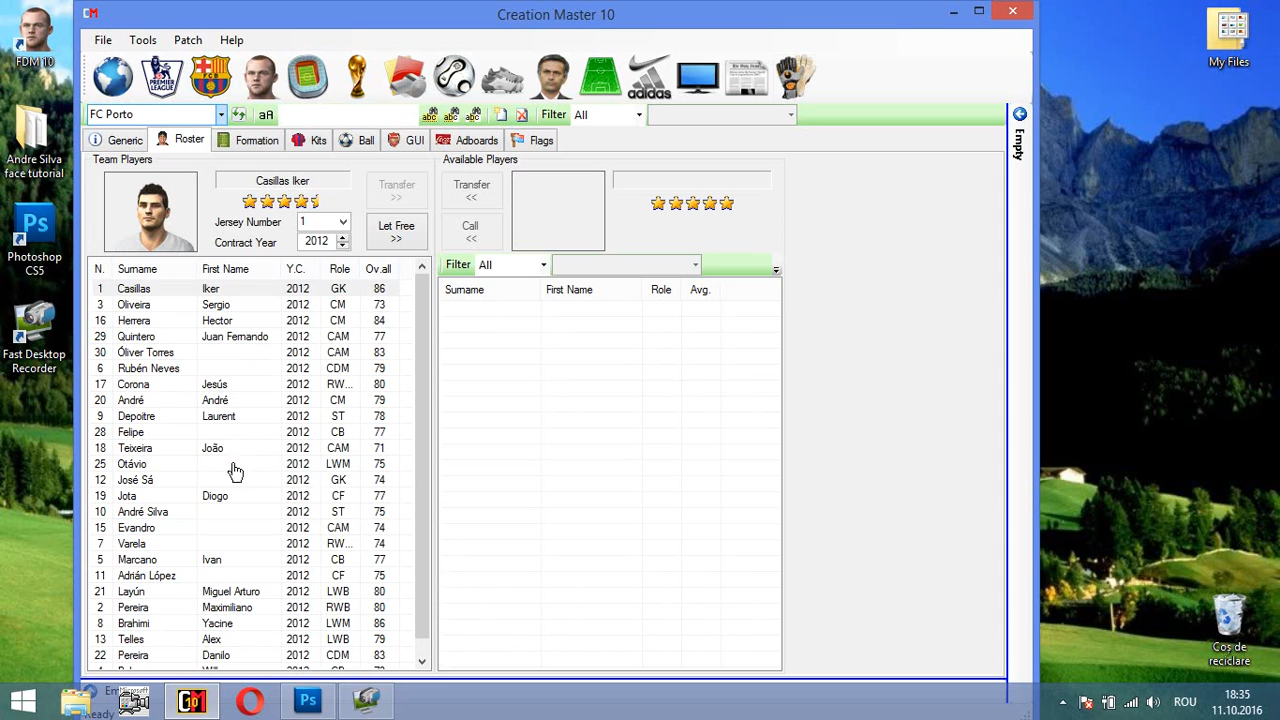 Creation Master 10
File Tools Patch Help
FC Porto
Filter All
Generic Roster Formation Kits Ball GUI Adboards Flags
Team Players
Casillas Iker
Transfer >>
Jersey Number 1
Let Free >>
Contract Year 2012
N. Surname First Name Y.C. Role Ov.all
1 Casillas Iker 2012 GK 86
3 Oliveira Sergio 2012 CM 73
16 Herrera Hector 2012 CM 84
29 Quintero Juan Fernando 2012 CAM 77
30 Óliver Torres 2012 CAM 83
6 Rubén Neves 2012 CDM 79
17 Corona Jesús 2012 RW... 80
20 André André 2012 CM 79
9 Depoitre Laurent 2012 ST 78
28 Felipe 2012 CB 77
18 Teixeira João 2012 CAM 71
25 Otávio 2012 LWM 75
12 José Sá 2012 GK 74
19 Jota Diogo 2012 CF 77
10 André Silva 2012 ST 75
15 Evandro 2012 CAM 74
7 Varela 2012 RW... 74
5 Marcano Ivan 2012 CB 77
11 Adrián López 2012 CF 75
21 Layún Miguel Arturo 2012 LWB 80
2 Pereira Maximiliano 2012 RWB 80
8 Brahimi Yacine 2012 LWM 86
13 Telles Alex 2012 LWB 79
22 Pereira Danilo 2012 CDM 83
Available Players
Transfer <<
Call <<
Filter All
Surname First Name Role Avg.
Empty
Ready
FDM 10
Andre Silva face tutorial
Photoshop CS5
Fast Desktop Recorder
My Files
Cos de reciclare
ROU
18:35
11.10.2016